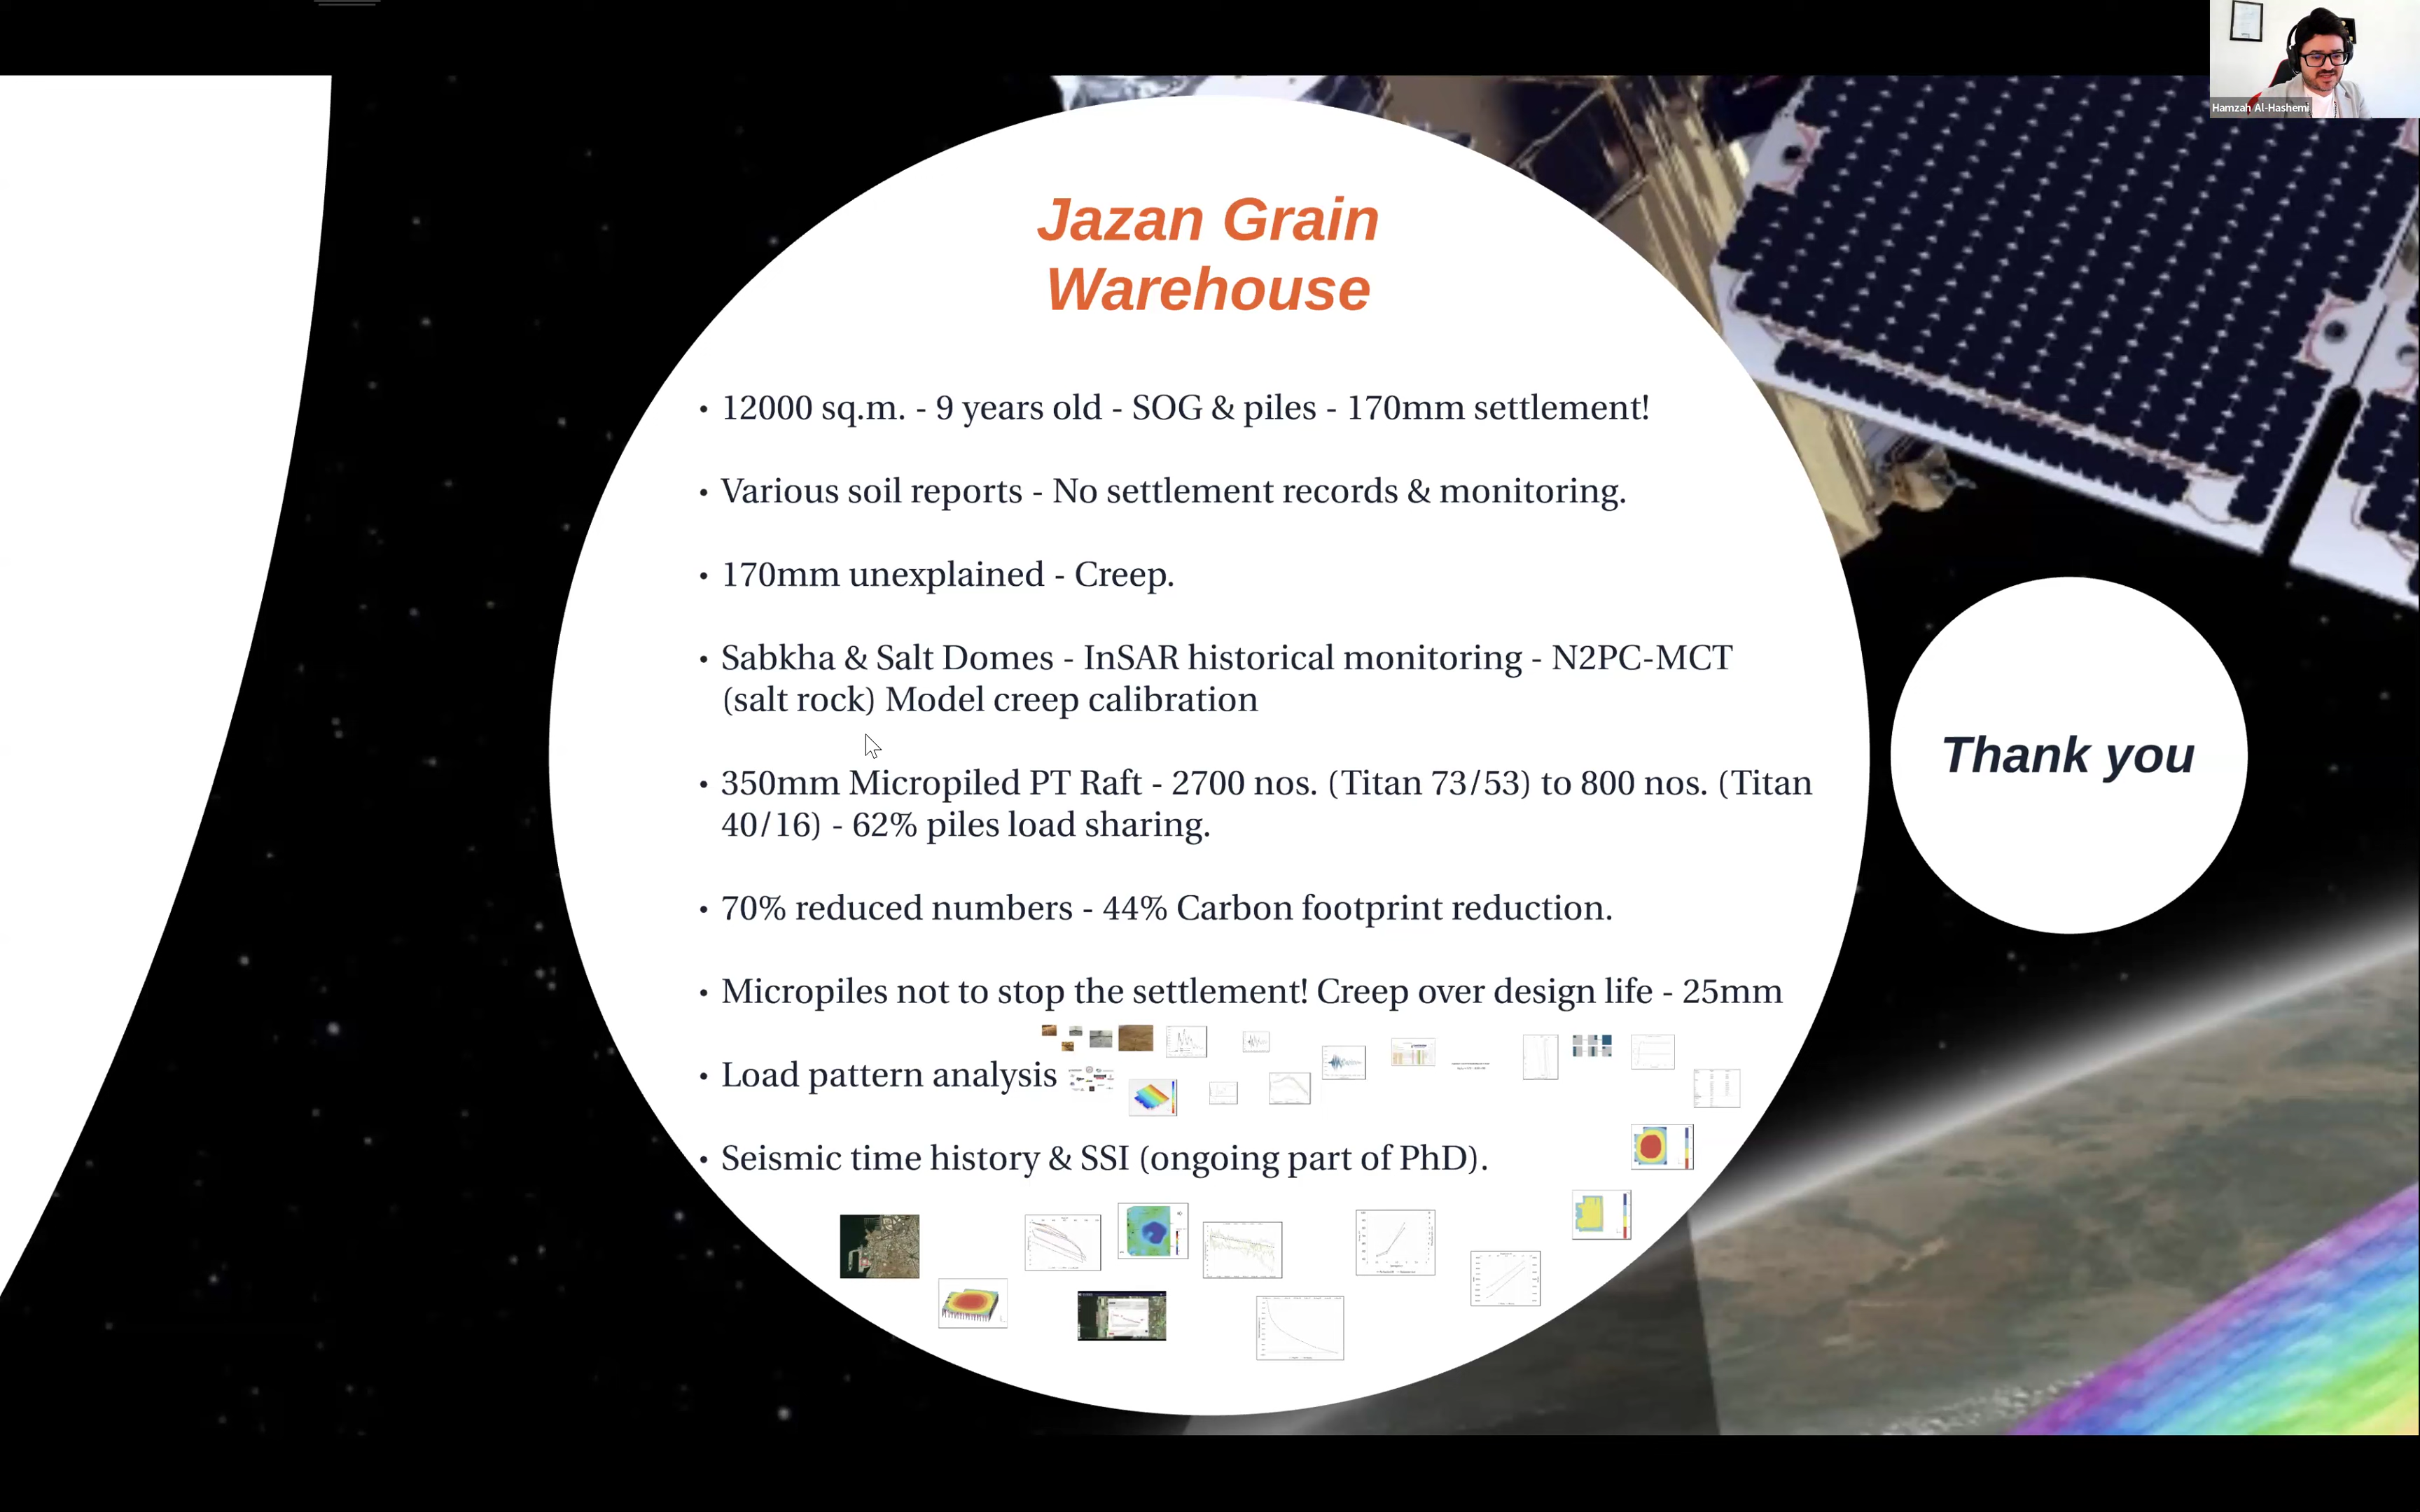 Hamzah Al-Hashemi
Jazan Grain
Warehouse
• 12000 sq.m. - 9 years old - SOG & piles - 170mm settlement!
• Various soil reports - No settlement records & monitoring.
• 170mm unexplained - Creep.
• Sabkha & Salt Domes - InSAR historical monitoring - N2PC-MCT
(salt rock) Model creep calibration
• 350mm Micropiled PT Raft - 2700 nos. (Titan 73/53) to 800 nos. (Titan
40/16) - 62% piles load sharing.
• 70% reduced numbers - 44% Carbon footprint reduction.
• Micropiles not to stop the settlement! Creep over design life - 25mm
• Load pattern analysis
• Seismic time history & SSI (ongoing part of PhD).
Thank you